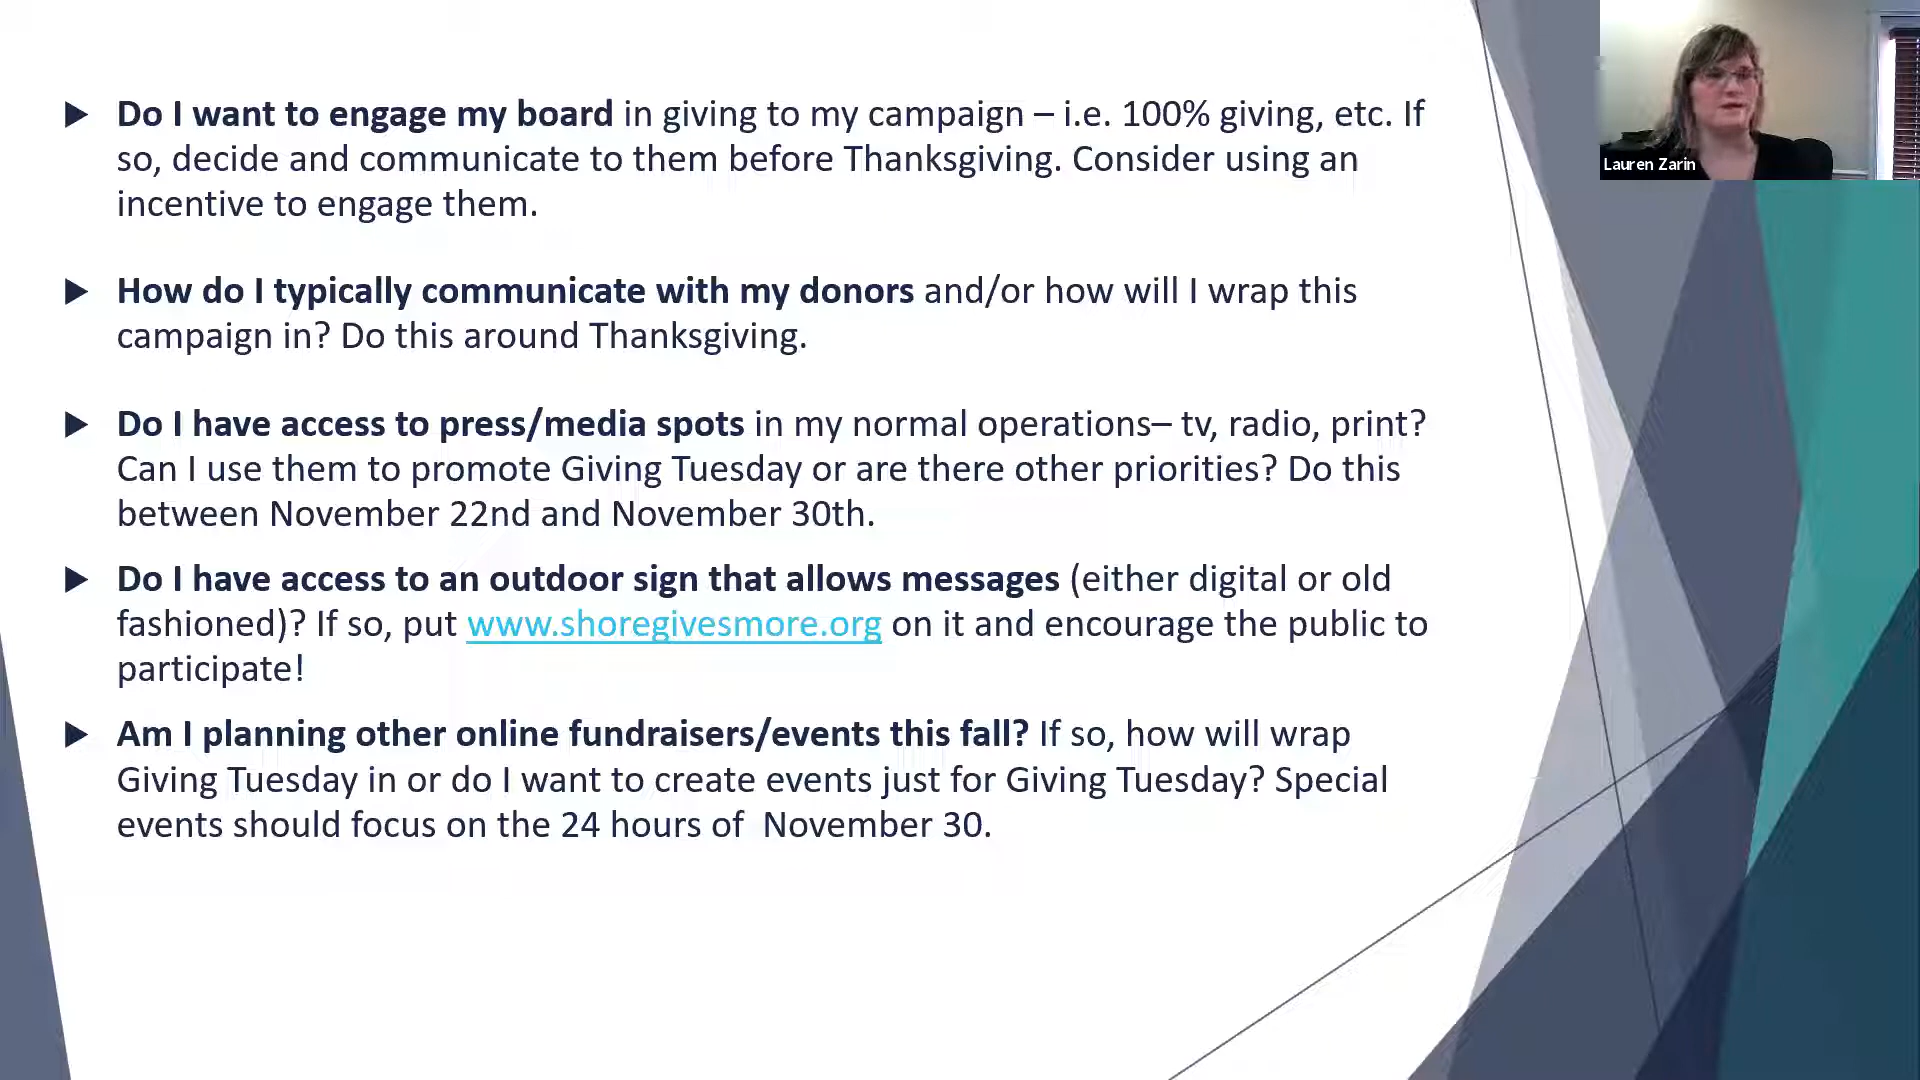 Do I want to engage my board in giving to my campaign – i.e. 100% giving, etc. If
so, decide and communicate to them before Thanksgiving. Consider using an
incentive to engage them.
How do I typically communicate with my donors and/or how will I wrap this
campaign in? Do this around Thanksgiving.
Do I have access to press/media spots in my normal operations– tv, radio, print?
Can I use them to promote Giving Tuesday or are there other priorities? Do this
between November 22nd and November 30th.
Do I have access to an outdoor sign that allows messages (either digital or old
fashioned)? If so, put www.shoregivesmore.org on it and encourage the public to
participate!
Am I planning other online fundraisers/events this fall? If so, how will wrap
Giving Tuesday in or do I want to create events just for Giving Tuesday? Special
events should focus on the 24 hours of  November 30.
Lauren Zarin